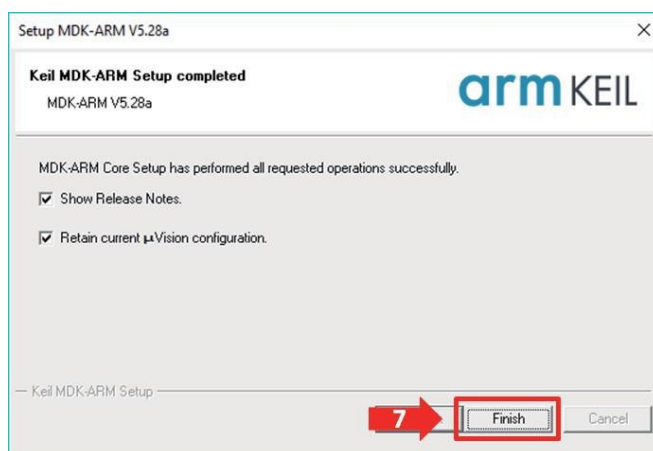 Setup MDK-ARM V5.28a
Keil MDK-ARM Setup completed
MDK-ARM V5.28a
arm KEIL
MDK-ARM Core Setup has performed all requested operations successfully.
Show Release Notes.
Retain current µVision configuration.
Keil MDK-ARM Setup
7 Finish Cancel